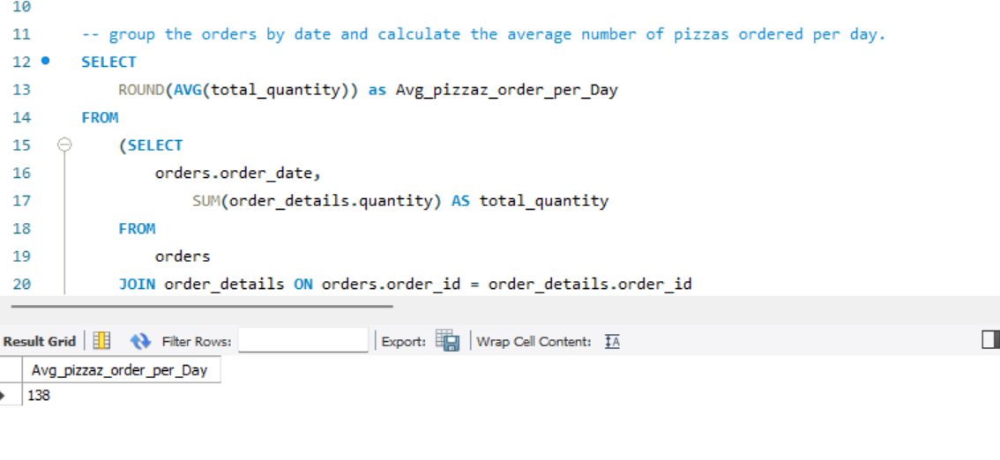 10
11 -- group the orders by date and calculate the average number of pizzas ordered per day.
12 SELECT
13 ROUND(AVG(total_quantity)) as Avg_pizzaz_order_per_Day
14 FROM
15 (SELECT
16 orders.order_date,
17 SUM(order_details.quantity) AS total_quantity
18 FROM
19 orders
20 JOIN order_details ON orders.order_id = order_details.order_id
Result Grid Filter Rows: Export: Wrap Cell Content: IA
Avg_pizzaz_order_per_Day
138